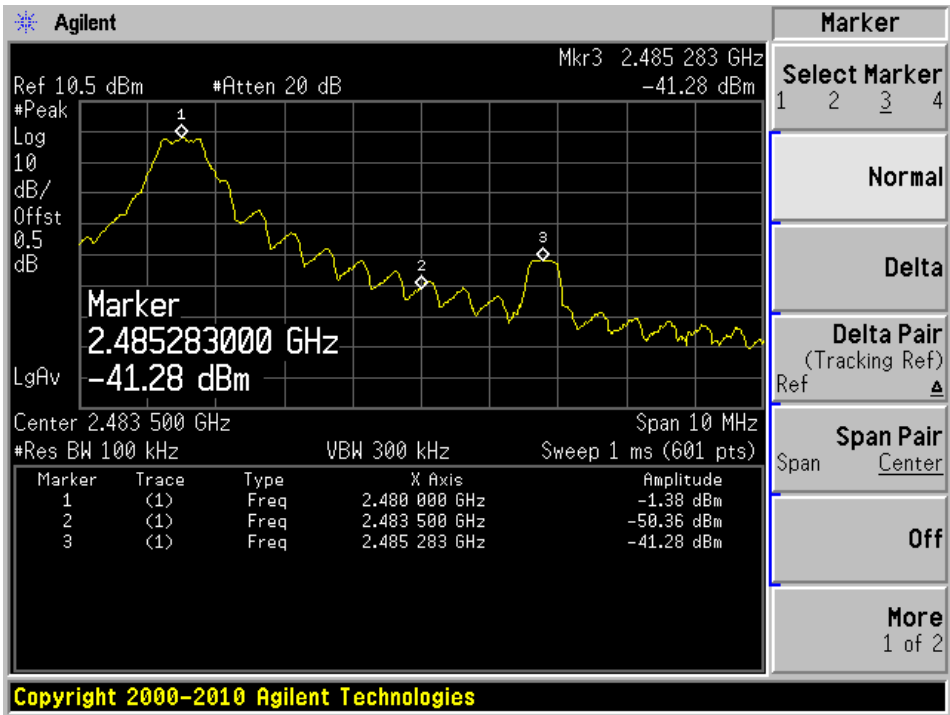 Agilent
Marker
Mkr3 2.485 283 GHz
Ref 10.5 dBm #Atten 20 dB -41.28 dBm
#Peak
Log
10
dB/
Offst
0.5
dB
LgAv
1
2
3
Marker
2.485283000 GHz
-41.28 dBm
Center 2.483 500 GHz Span 10 MHz
#Res BW 100 kHz VBW 300 kHz Sweep 1 ms (601 pts)
Marker Trace Type X Axis Amplitude
1 (1) Freq 2.480 000 GHz -1.38 dBm
2 (1) Freq 2.483 500 GHz -50.36 dBm
3 (1) Freq 2.485 283 GHz -41.28 dBm
Select Marker
1 2 3 4
Normal
Delta
Delta Pair
(Tracking Ref)
Ref Δ
Span Pair
Span Center
Off
More
1 of 2
Copyright 2000-2010 Agilent Technologies